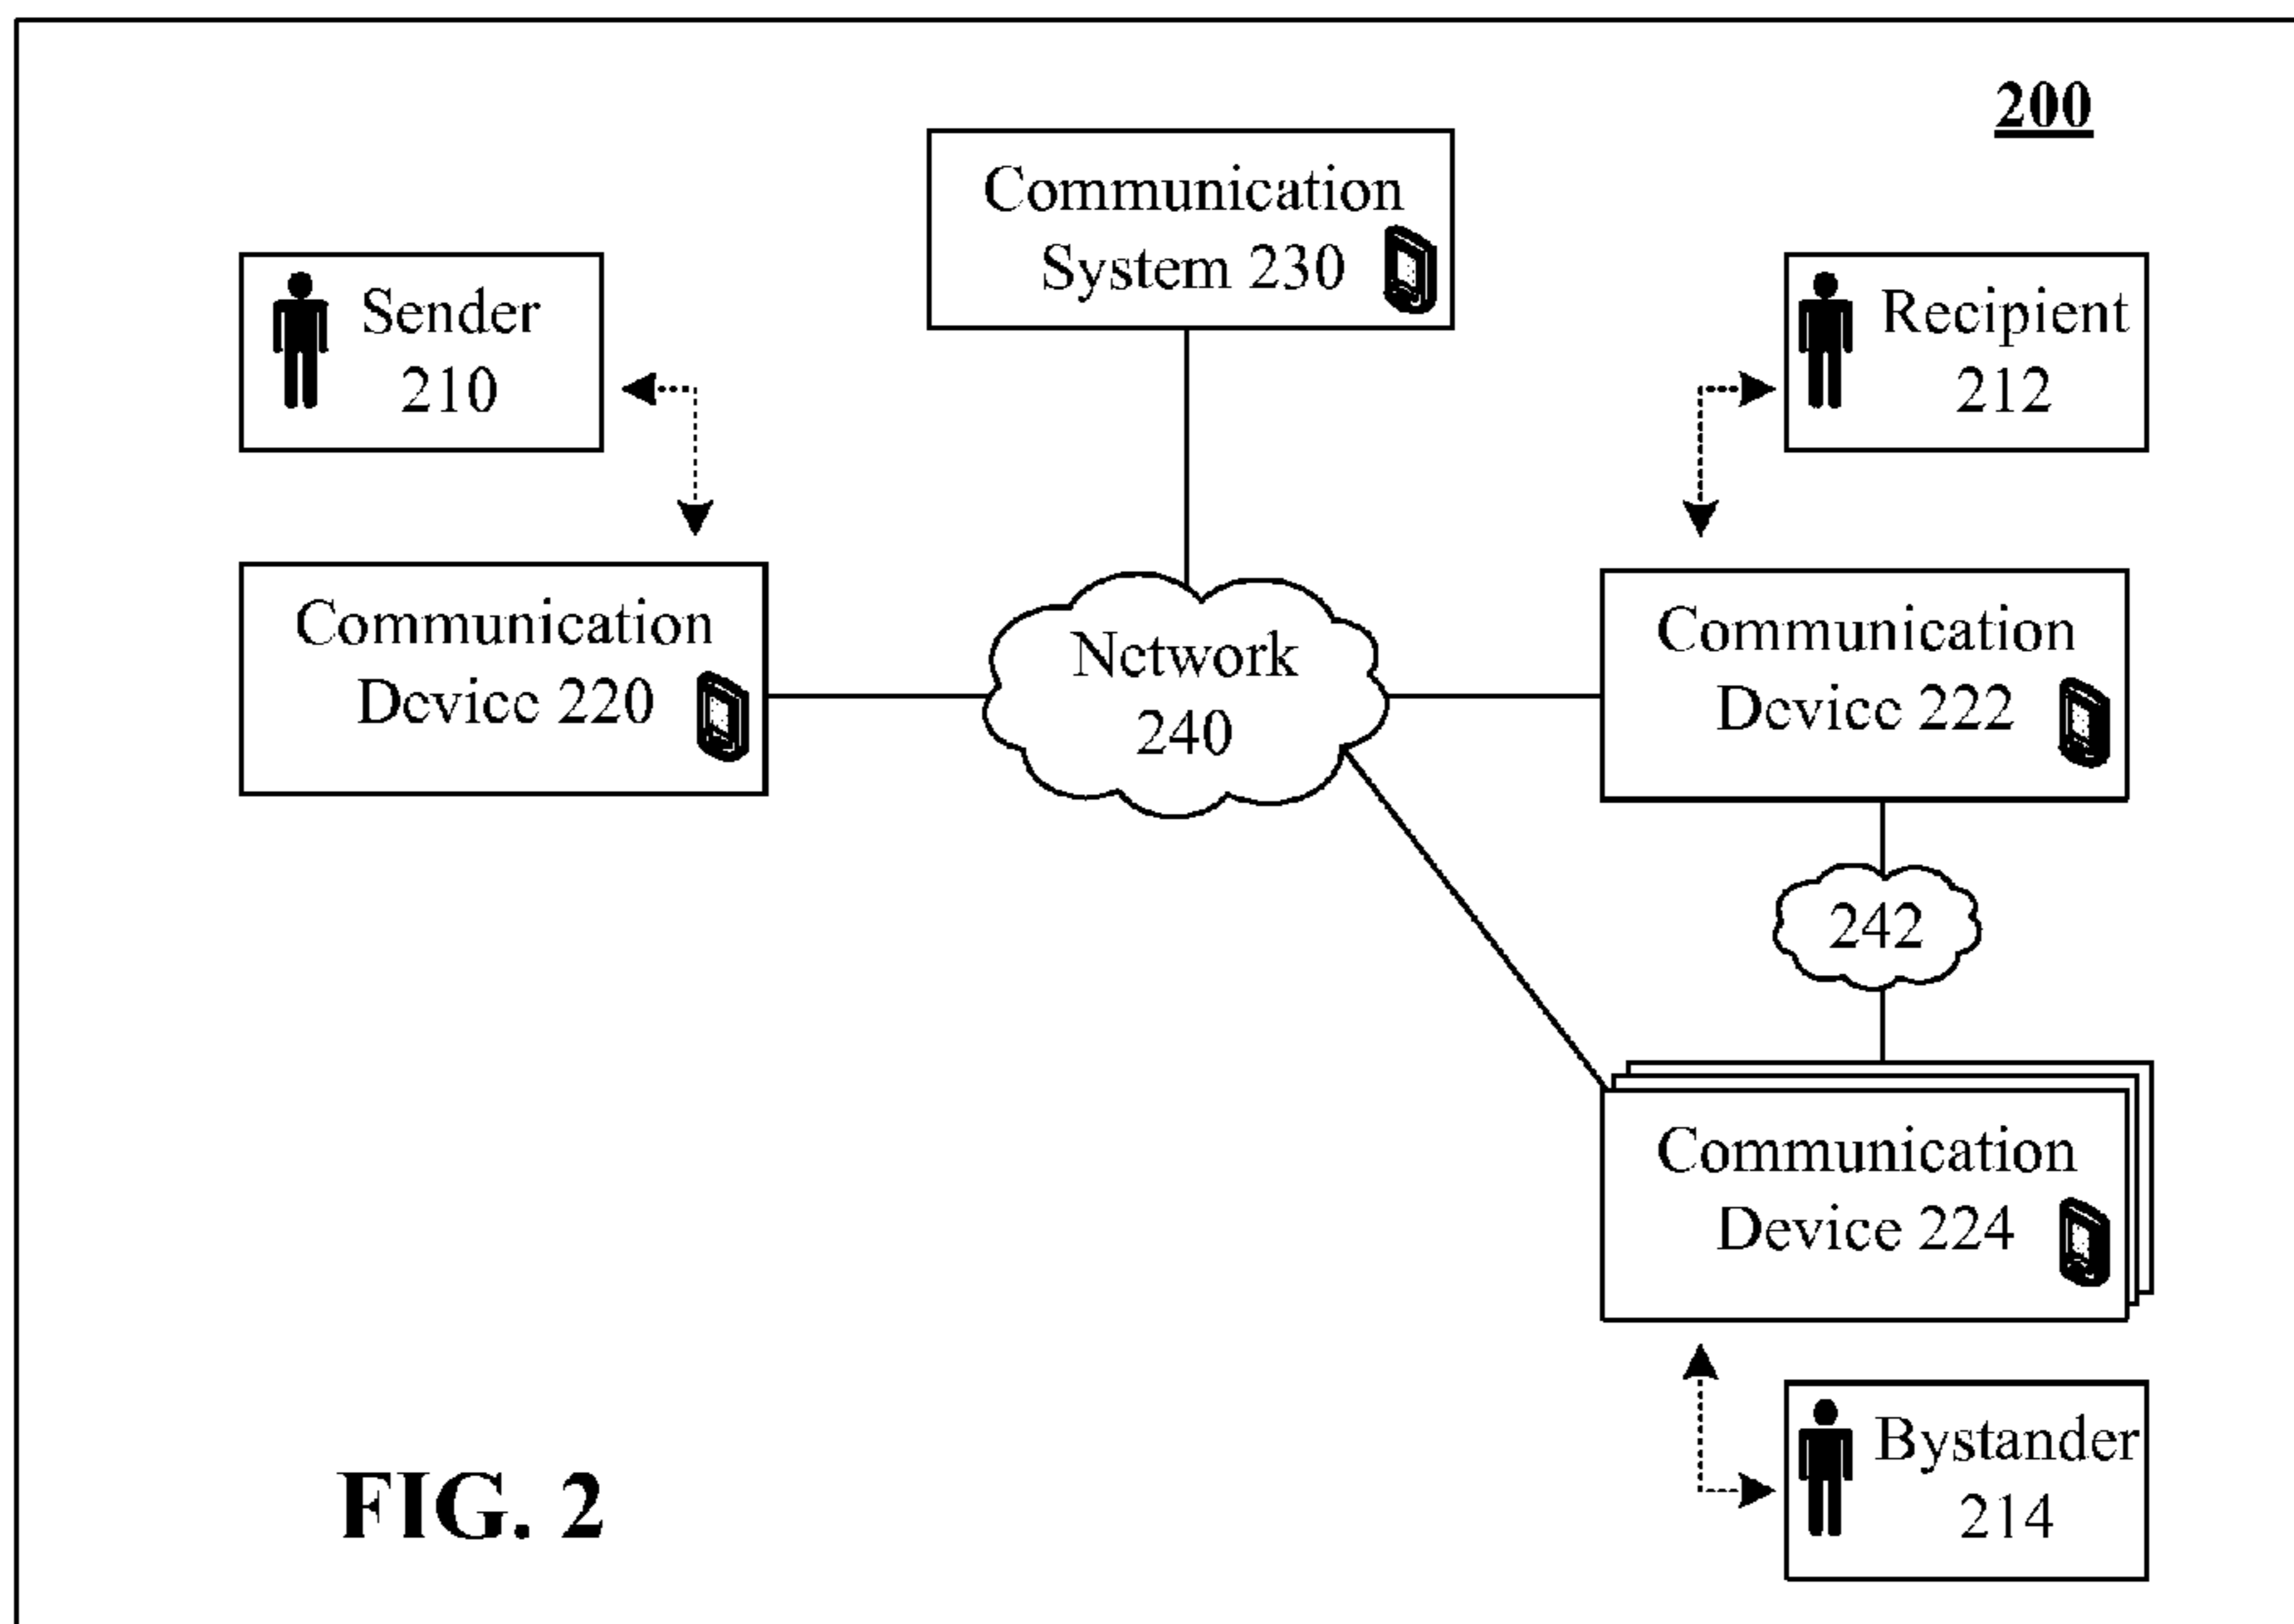 200
Communication
System 230
Sender
210
Recipient
212
Communication
Device 220
Network
240
Communication
Device 222
242
Communication
Device 224
Bystander
214
FIG. 2